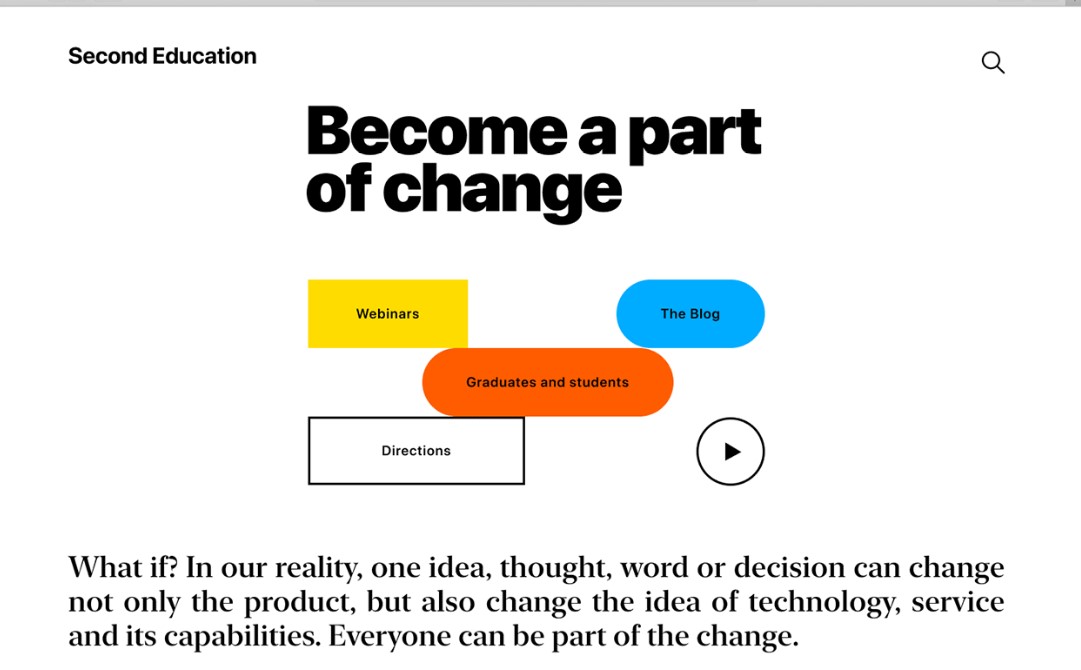 Second Education
Become a part
of change
Webinars
The Blog
Graduates and students
Directions
What if? In our reality, one idea, thought, word or decision can change
not only the product, but also change the idea of technology, service
and its capabilities. Everyone can be part of the change.